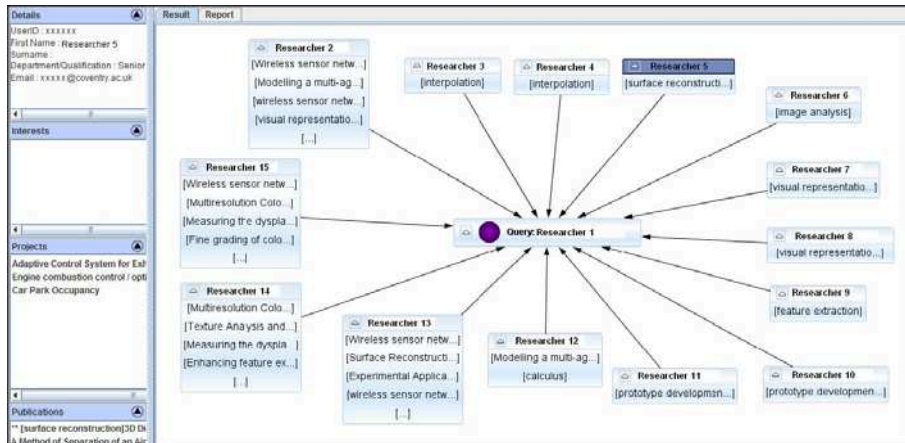 Details
UserID : xxxxxx
First Name : Researcher 5
Surname :
Department/Qualification : Senior
Email : xxxxx@coventry.ac.uk
Interests
Projects
Adaptive Control System for Exh
Engine combustion control / opti
Car Park Occupancy
Publications
** [surface reconstruction]3D Di
A Method of Separation of an Air
Result Report
Researcher 2
[Wireless sensor netw...]
[Modelling a multi-ag...]
[wireless sensor netw...]
[visual representatio...]
[...]
Researcher 3
[interpolation]
Researcher 4
[interpolation]
Researcher 5
[surface reconstructi...]
Researcher 6
[image analysis]
Researcher 15
[Wireless sensor netw...]
[Multiresolution Colo...]
[Measuring the dyspla...]
[Fine grading of colo...]
[...]
Researcher 7
[visual representatio...]
Query: Researcher 1
Researcher 8
[visual representatio...]
Researcher 14
[Multiresolution Colo...]
[Texture Analysis and...]
[Measuring the dyspla...]
[Enhancing feature ex...]
[...]
Researcher 9
[feature extraction]
Researcher 13
[Wireless sensor netw...]
[Surface Reconstructi...]
[Experimental Applica...]
[wireless sensor netw...]
[...]
Researcher 12
[Modelling a multi-ag...]
[calculus]
Researcher 11
[prototype developmen...]
Researcher 10
[prototype developmen...]